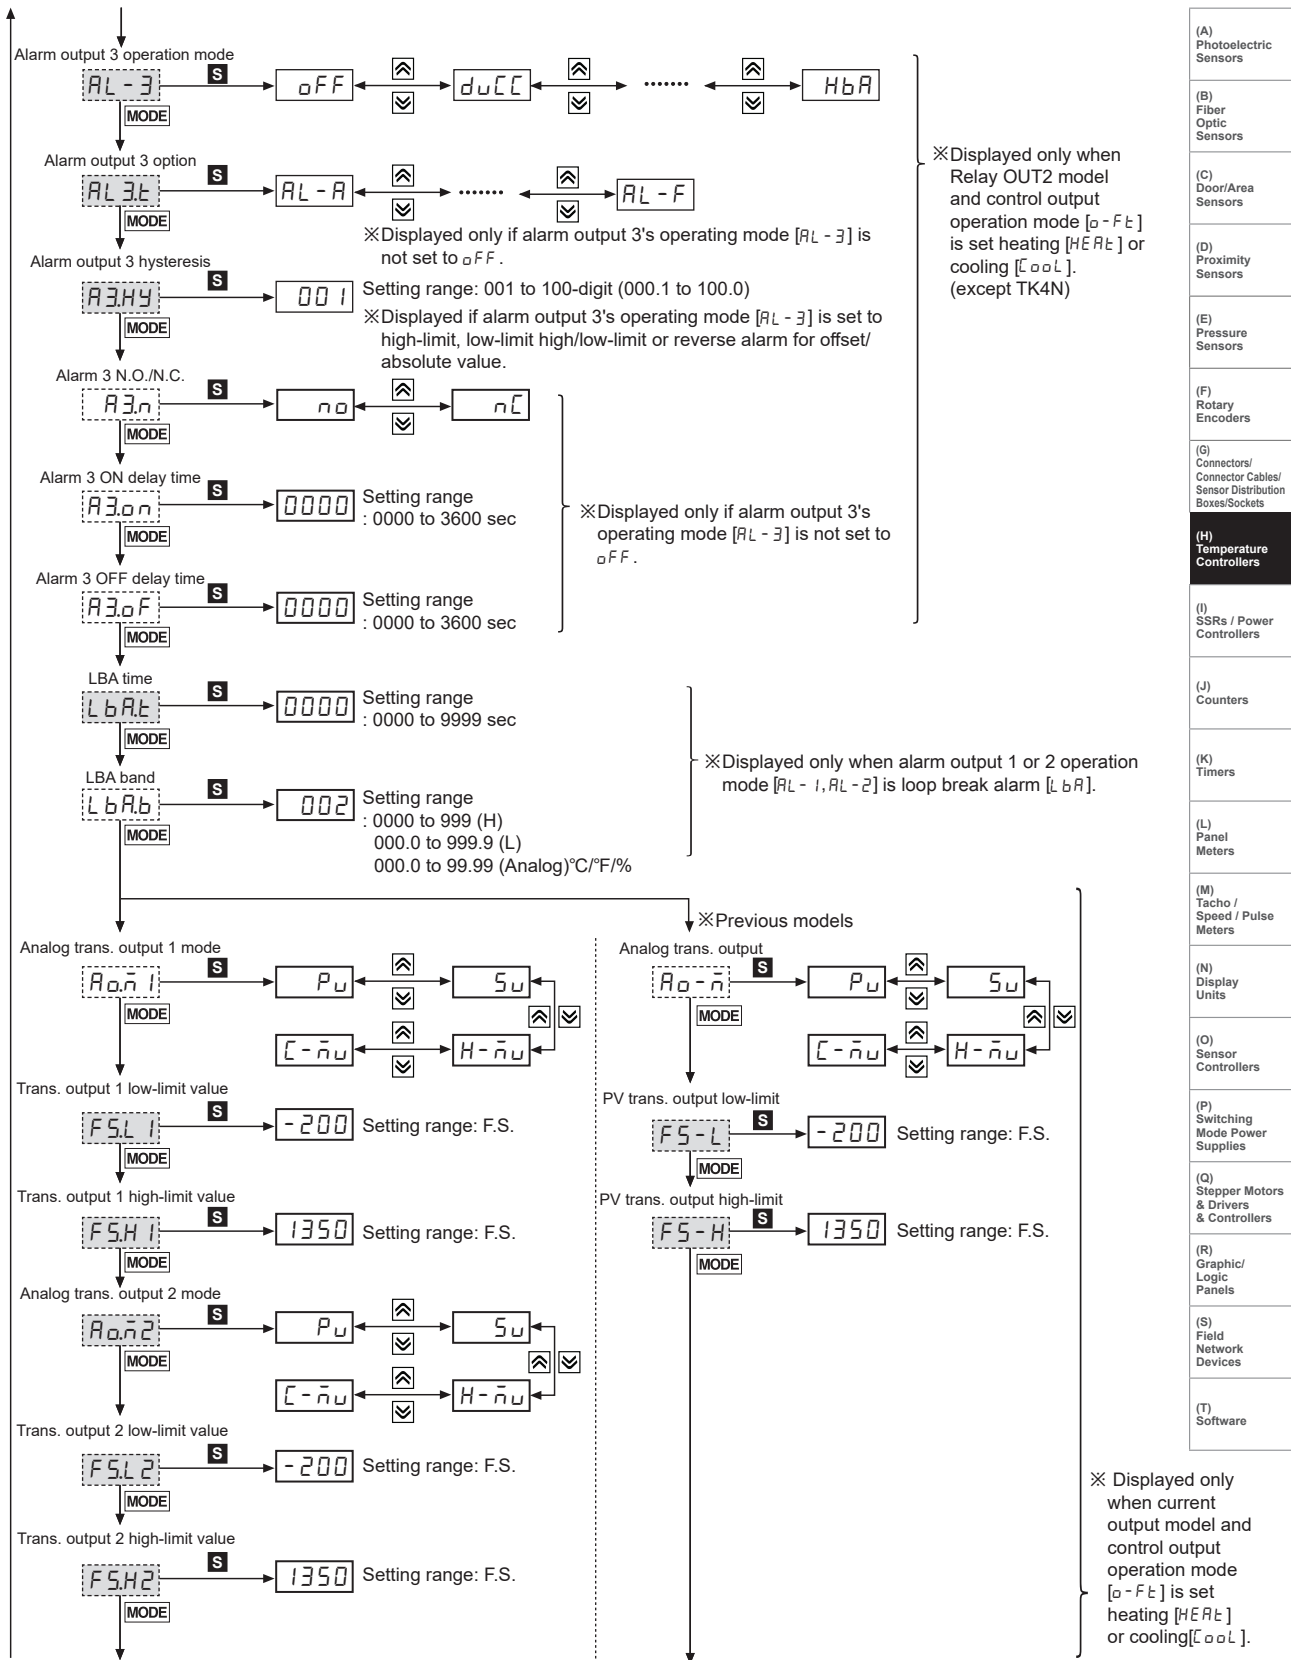 Alarm output 3 operation mode
AL-3 S oFF duCC ······· HbA
MODE
Alarm output 3 option
AL3.t S AL-A ······· AL-F
MODE
※Displayed only if alarm output 3's operating mode [AL-3] is
not set to oFF.
Alarm output 3 hysteresis
A3.HY S 001 Setting range: 001 to 100-digit (000.1 to 100.0)
MODE
※Displayed if alarm output 3's operating mode [AL-3] is set to
high-limit, low-limit high/low-limit or reverse alarm for offset/
absolute value.
Alarm 3 N.O./N.C.
A3.n S no nC
MODE
Alarm 3 ON delay time
A3.on S 0000 Setting range
: 0000 to 3600 sec
MODE
Alarm 3 OFF delay time
A3.oF S 0000 Setting range
: 0000 to 3600 sec
MODE
※Displayed only if alarm output 3's
operating mode [AL-3] is not set to
oFF.
※Displayed only when
Relay OUT2 model
and control output
operation mode [o-Ft]
is set heating [HEAt] or
cooling [CooL].
(except TK4N)
LBA time
LbA.t S 0000 Setting range
: 0000 to 9999 sec
MODE
LBA band
LbA.b S 002 Setting range
: 0000 to 999 (H)
000.0 to 999.9 (L)
000.0 to 99.99 (Analog)°C/°F/%
MODE
※Displayed only when alarm output 1 or 2 operation
mode [AL-1,AL-2] is loop break alarm [LbA].
Analog trans. output 1 mode
Ao.m1 S Pv Sv
MODE
C-mv H-mv
Trans. output 1 low-limit value
FS.L1 S -200 Setting range: F.S.
MODE
Trans. output 1 high-limit value
FS.H1 S 1350 Setting range: F.S.
MODE
Analog trans. output 2 mode
Ao.m2 S Pv Sv
MODE
C-mv H-mv
Trans. output 2 low-limit value
FS.L2 S -200 Setting range: F.S.
MODE
Trans. output 2 high-limit value
FS.H2 S 1350 Setting range: F.S.
MODE
※Previous models
Analog trans. output
Ao-m S Pv Sv
MODE
C-mv H-mv
PV trans. output low-limit
FS-L S -200 Setting range: F.S.
MODE
PV trans. output high-limit
FS-H S 1350 Setting range: F.S.
MODE
※ Displayed only
when current
output model and
control output
operation mode
[o-Ft] is set
heating [HEAt]
or cooling[CooL].
(A)
Photoelectric
Sensors
(B)
Fiber
Optic
Sensors
(C)
Door/Area
Sensors
(D)
Proximity
Sensors
(E)
Pressure
Sensors
(F)
Rotary
Encoders
(G)
Connectors/
Connector Cables/
Sensor Distribution
Boxes/Sockets
(H)
Temperature
Controllers
(I)
SSRs / Power
Controllers
(J)
Counters
(K)
Timers
(L)
Panel
Meters
(M)
Tacho /
Speed / Pulse
Meters
(N)
Display
Units
(O)
Sensor
Controllers
(P)
Switching
Mode Power
Supplies
(Q)
Stepper Motors
& Drivers
& Controllers
(R)
Graphic/
Logic
Panels
(S)
Field
Network
Devices
(T)
Software